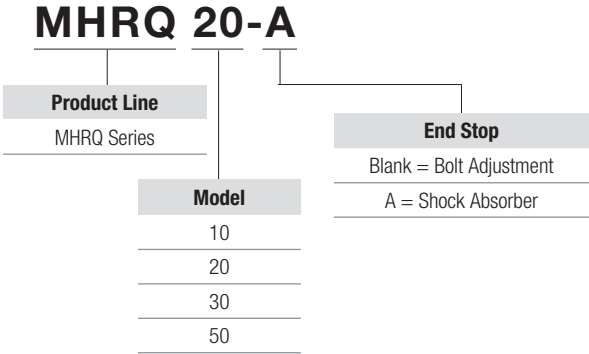 MHRQ 20-A
Product Line
MHRQ Series
Model
10
20
30
50
End Stop
Blank = Bolt Adjustment
A = Shock Absorber